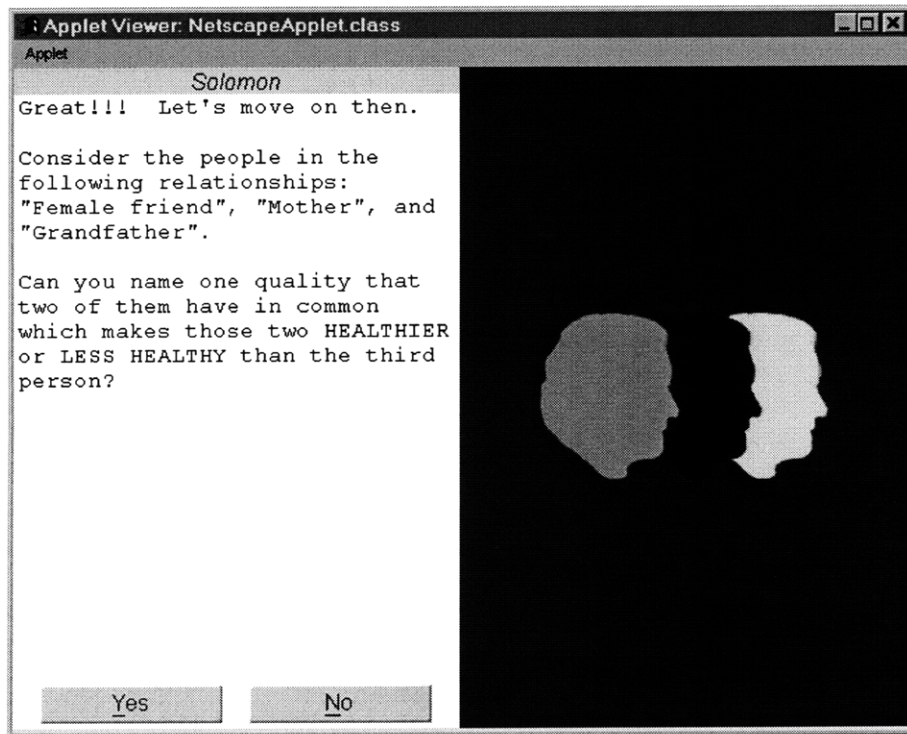 Applet Viewer: NetscapeApplet.class
Applet
Solomon
Great!!! Let's move on then.
Consider the people in the
following relationships:
"Female friend", "Mother", and
"Grandfather".
Can you name one quality that
two of them have in common
which makes those two HEALTHIER
or LESS HEALTHY than the third
person?
Yes No